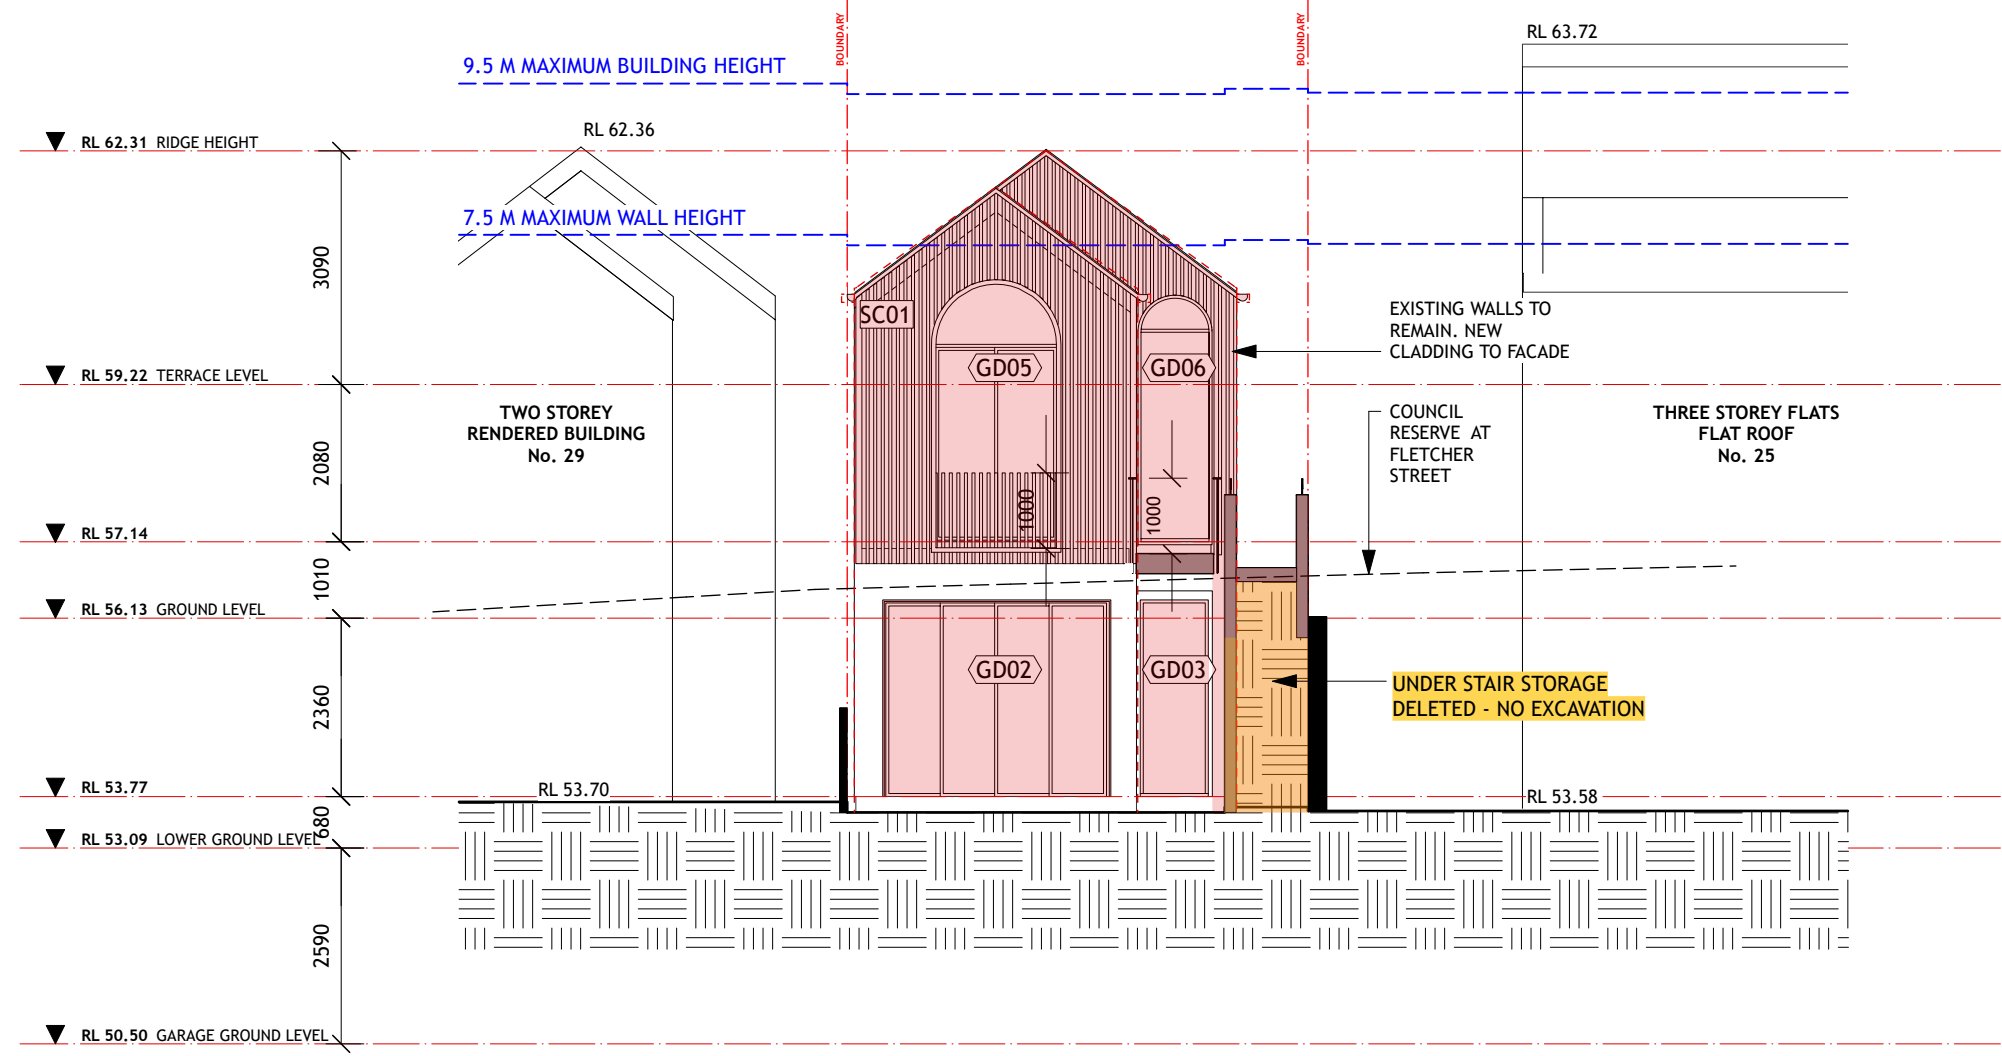 BOUNDARY
BOUNDARY
RL 63.72
9.5 M MAXIMUM BUILDING HEIGHT
RL 62.36
RL 62.31 RIDGE HEIGHT
7.5 M MAXIMUM WALL HEIGHT
3090
SC01
EXISTING WALLS TO
REMAIN. NEW
CLADDING TO FACADE
GD05
GD06
RL 59.22 TERRACE LEVEL
TWO STOREY
RENDERED BUILDING
No. 29
COUNCIL
RESERVE AT
FLETCHER
STREET
THREE STOREY FLATS
FLAT ROOF
No. 25
2080
1000
1000
RL 57.14
1010
RL 56.13 GROUND LEVEL
GD02
GD03
UNDER STAIR STORAGE
DELETED - NO EXCAVATION
2360
RL 53.77
RL 53.70
RL 53.58
680
RL 53.09 LOWER GROUND LEVEL
2590
RL 50.50 GARAGE GROUND LEVEL